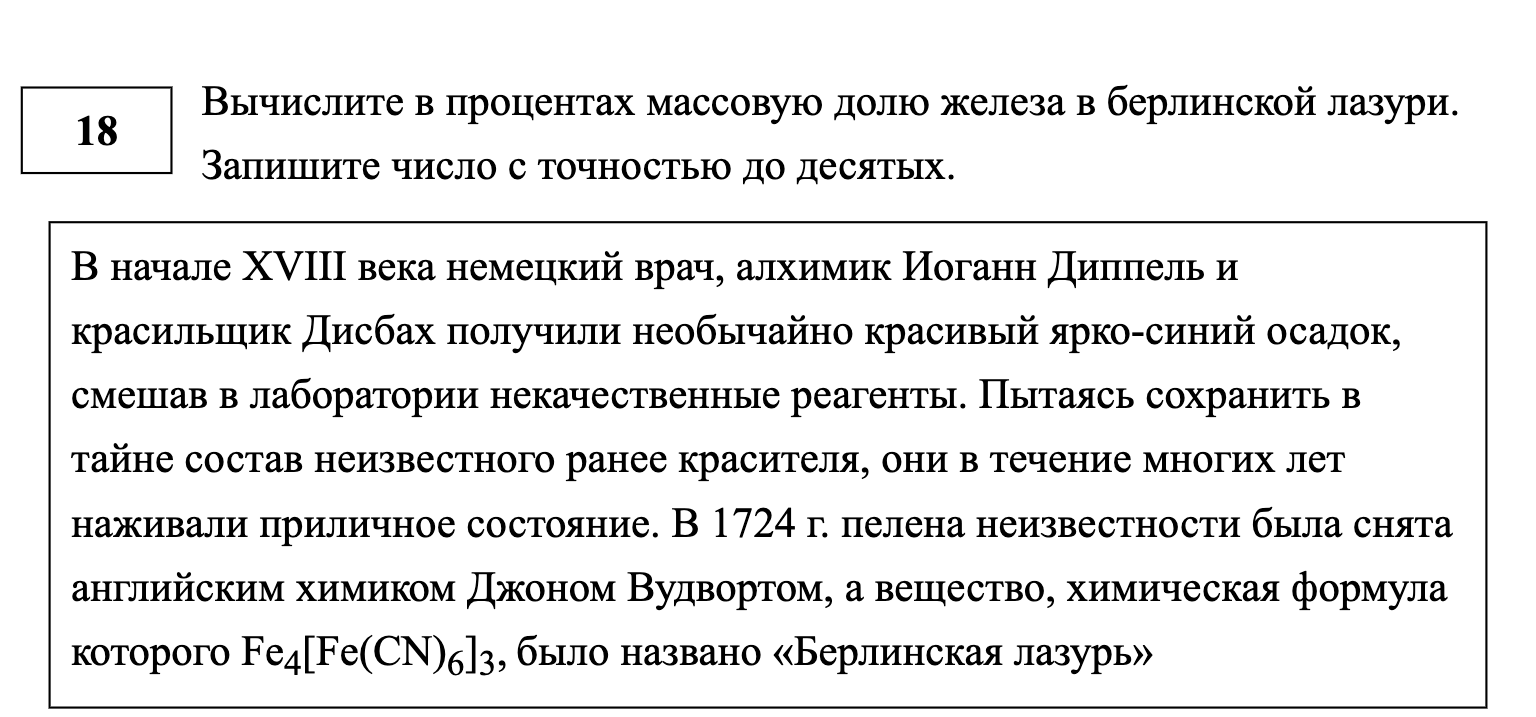 18
Вычислите в процентах массовую долю железа в берлинской лазури.
Запишите число с точностью до десятых.
В начале XVIII века немецкий врач, алхимик Иоганн Диппель и
красильщик Дисбах получили необычайно красивый ярко-синий осадок,
смешав в лаборатории некачественные реагенты. Пытаясь сохранить в
тайне состав неизвестного ранее красителя, они в течение многих лет
наживали приличное состояние. В 1724 г. пелена неизвестности была снята
английским химиком Джоном Вудвортом, а вещество, химическая формула
которого Fe₄[Fe(CN)₆]₃, было названо «Берлинская лазурь»